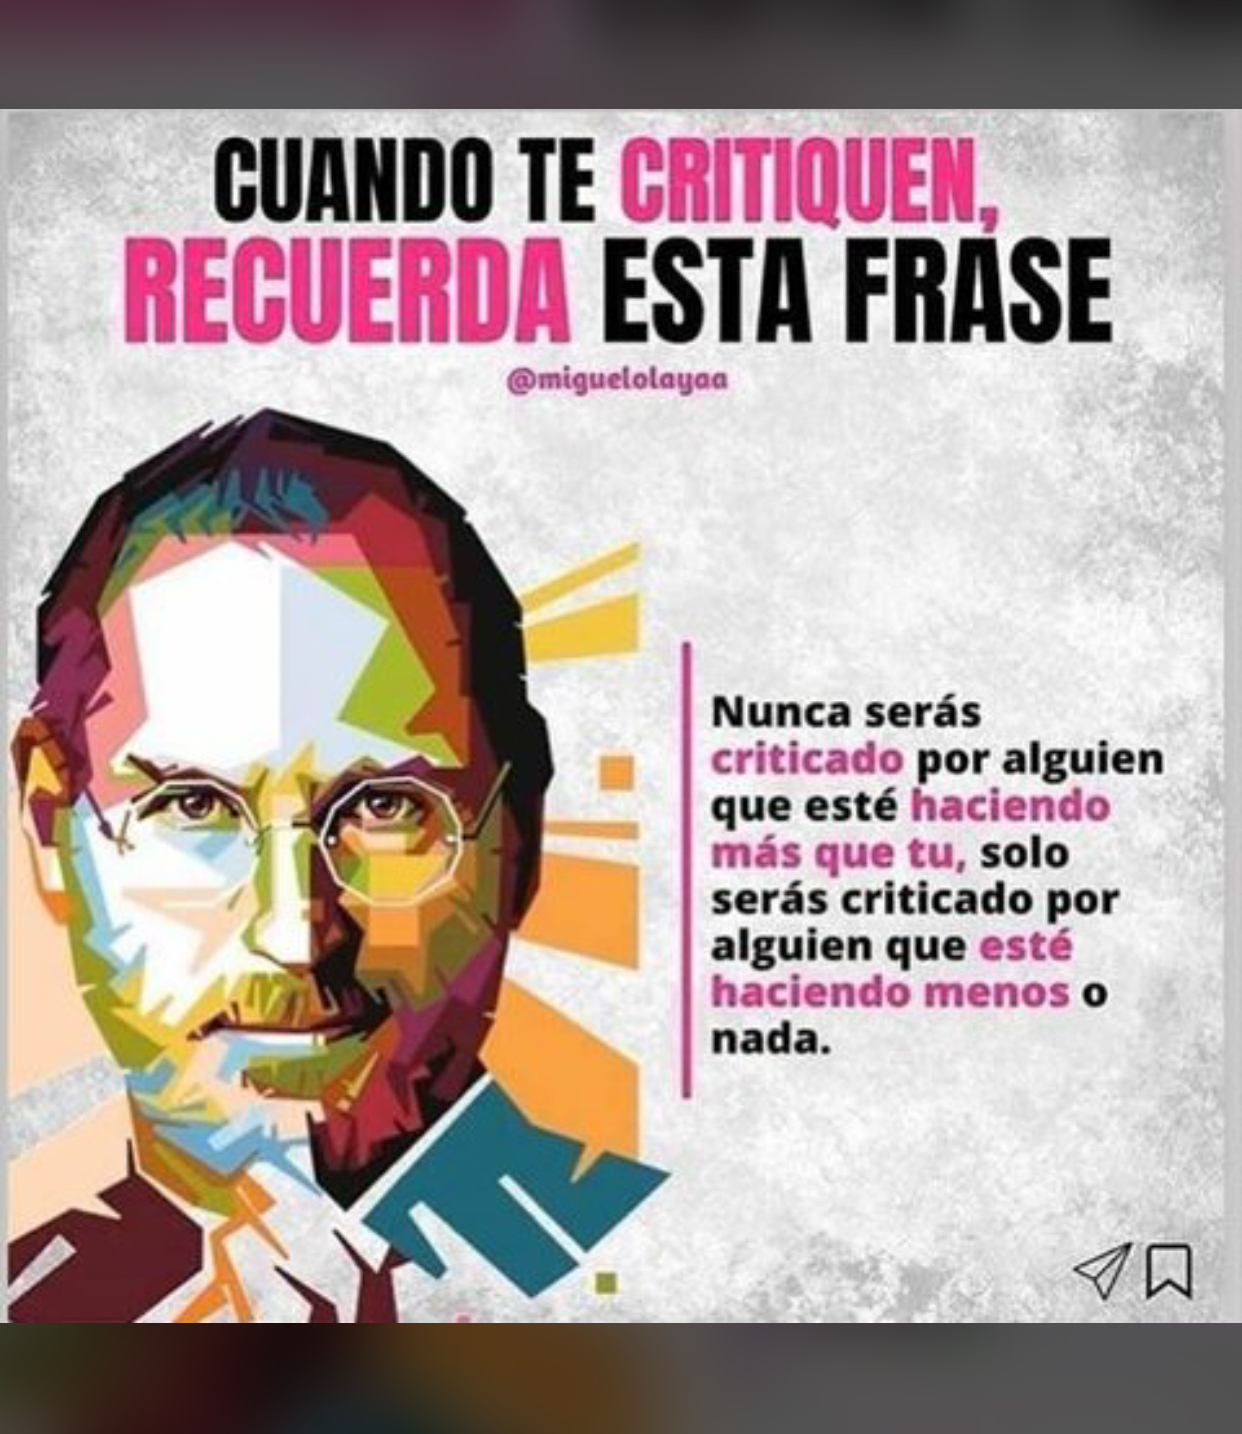 CUANDO TE CRITIQUEN,
RECUERDA ESTA FRASE
@miguelolayaa
Nunca serás
criticado por alguien
que esté haciendo
más que tu, solo
serás criticado por
alguien que esté
haciendo menos o
nada.